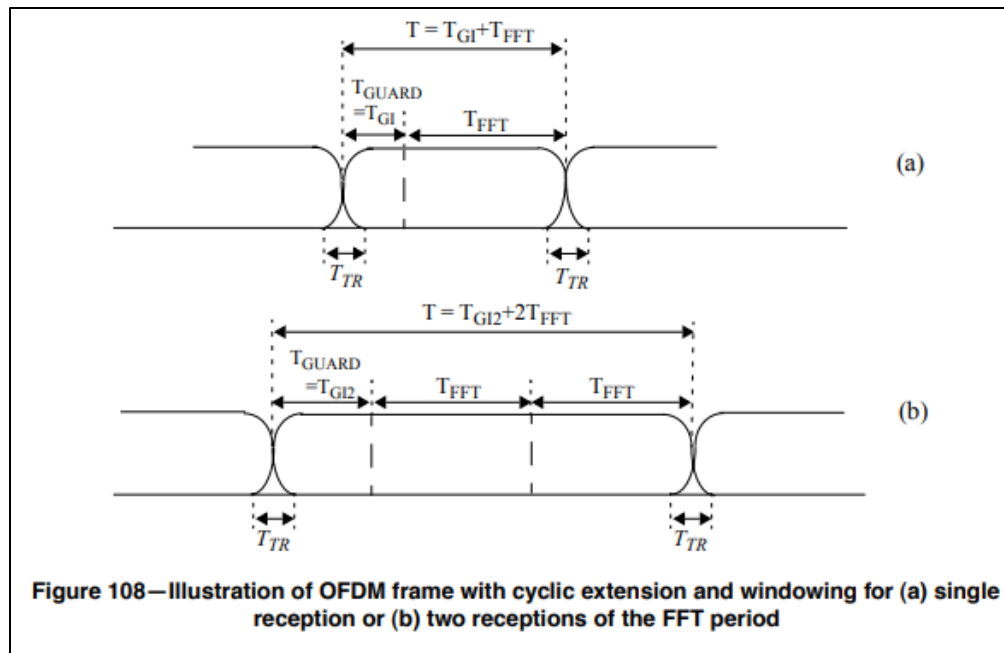 T = TGI+TFFT
TGUARD
=TGI
TFFT
(a)
TTR
TTR
T = TGI2+2TFFT
TGUARD
=TGI2
TFFT
TFFT
(b)
TTR
TTR
Figure 108—Illustration of OFDM frame with cyclic extension and windowing for (a) single
reception or (b) two receptions of the FFT period